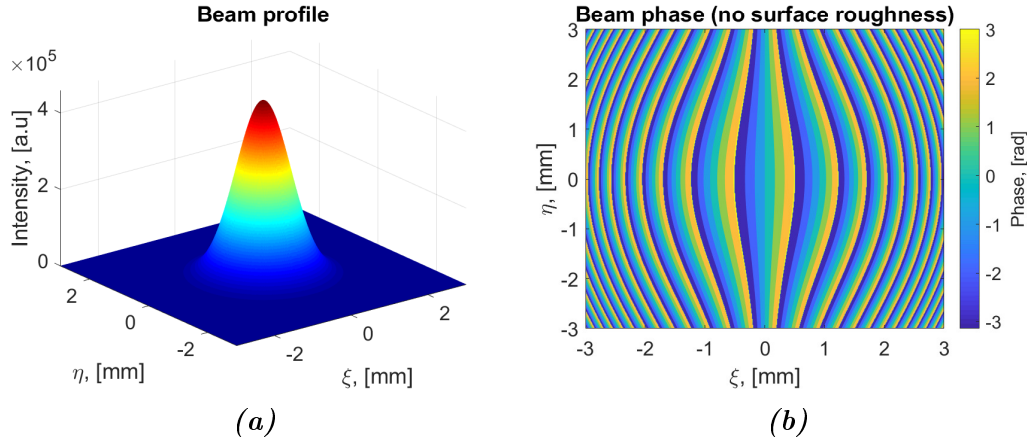 Beam profile
×10⁵
Intensity, [a.u]
4
2
0
2
0
-2
η, [mm]
-2
0
2
ξ, [mm]
(a)
Beam phase (no surface roughness)
η, [mm]
3
2
1
0
-1
-2
-3
-3 -2 -1 0 1 2 3
ξ, [mm]
3
2
1
0
-1
-2
-3
Phase, [rad]
(b)